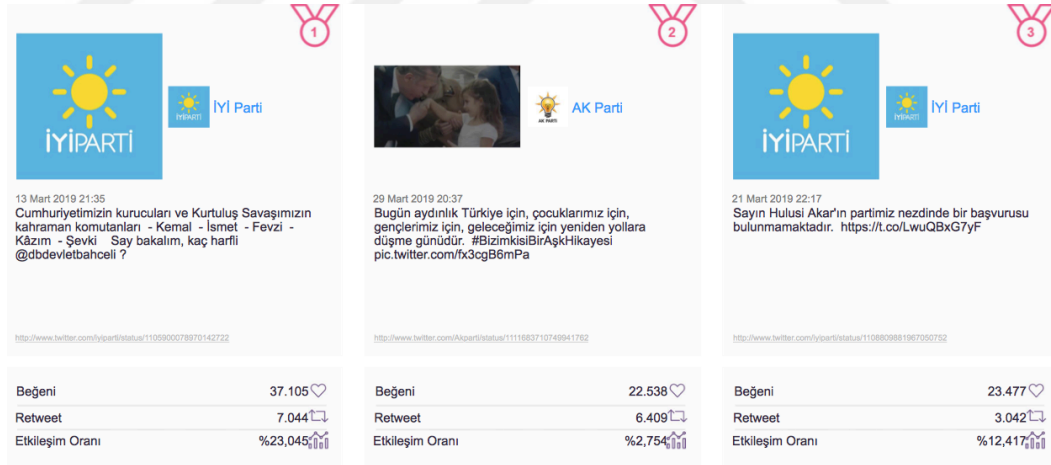 1
İYİPARTİ
İYİPARTİ
İYİ Parti
13 Mart 2019 21:35
Cumhuriyetimizin kurucuları ve Kurtuluş Savaşımızın
kahraman komutanları - Kemal - İsmet - Fevzi -
Kâzım - Şevki Say bakalım, kaç harfli
@dbdevletbahceli ?
http://www.twitter.com/iyiparti/status/1105900078970142722
Beğeni 37.105
Retweet 7.044
Etkileşim Oranı %23,045
2
AK PARTİ
AK Parti
29 Mart 2019 20:37
Bugün aydınlık Türkiye için, çocuklarımız için,
gençlerimiz için, geleceğimiz için yeniden yollara
düşme günüdür. #BizimkisiBirAşkHikayesi
pic.twitter.com/fx3cgB6mPa
http://www.twitter.com/Akparti/status/1111683710749941762
Beğeni 22.538
Retweet 6.409
Etkileşim Oranı %2,754
3
İYİPARTİ
İYİPARTİ
İYİ Parti
21 Mart 2019 22:17
Sayın Hulusi Akar'ın partimiz nezdinde bir başvurusu
bulunmamaktadır. https://t.co/LwuQBxG7yF
http://www.twitter.com/iyiparti/status/1108809881967050752
Beğeni 23.477
Retweet 3.042
Etkileşim Oranı %12,417